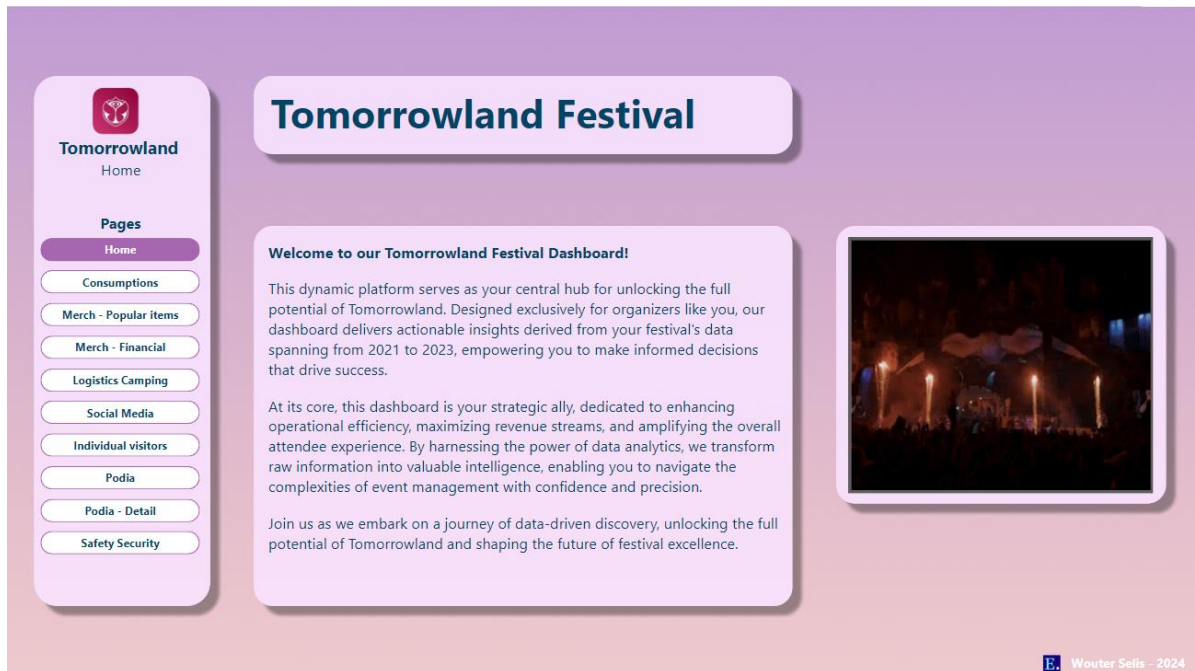 Tomorrowland
Home
Pages
Home
Consumptions
Merch - Popular items
Merch - Financial
Logistics Camping
Social Media
Individual visitors
Podia
Podia - Detail
Safety Security
Tomorrowland Festival
Welcome to our Tomorrowland Festival Dashboard!
This dynamic platform serves as your central hub for unlocking the full
potential of Tomorrowland. Designed exclusively for organizers like you, our
dashboard delivers actionable insights derived from your festival's data
spanning from 2021 to 2023, empowering you to make informed decisions
that drive success.
At its core, this dashboard is your strategic ally, dedicated to enhancing
operational efficiency, maximizing revenue streams, and amplifying the overall
attendee experience. By harnessing the power of data analytics, we transform
raw information into valuable intelligence, enabling you to navigate the
complexities of event management with confidence and precision.
Join us as we embark on a journey of data-driven discovery, unlocking the full
potential of Tomorrowland and shaping the future of festival excellence.
E. Wouter Selis - 2024